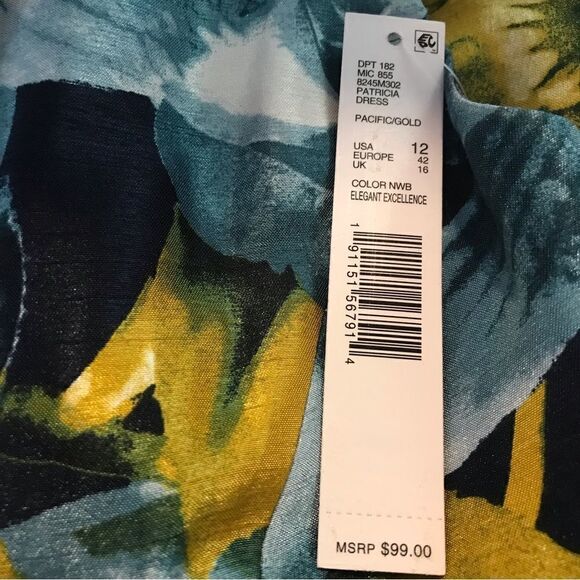 DPT 182
MIC 855
8245M302
PATRICIA
DRESS
PACIFIC/GOLD
USA 12
EUROPE 42
UK 16
COLOR NWB
ELEGANT EXCELLENCE
1 91151 56791 4
MSRP $99.00